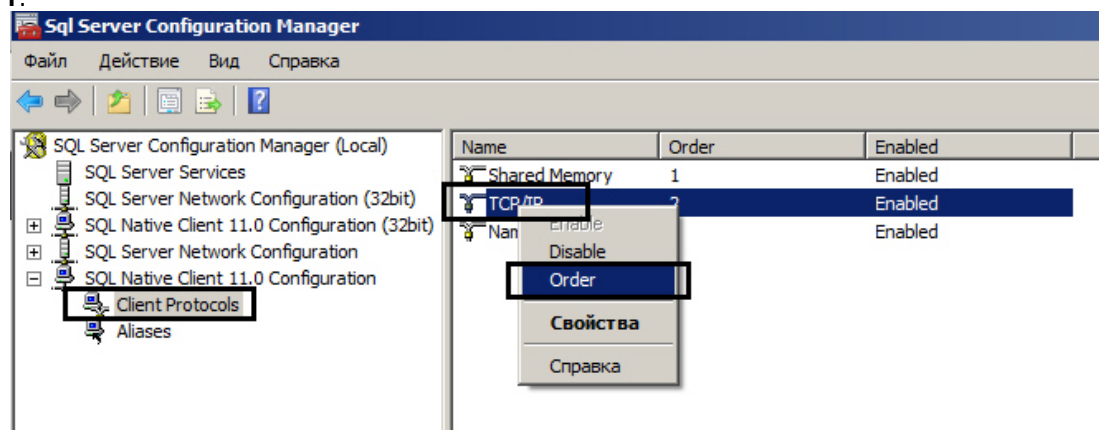 Sql Server Configuration Manager
Файл Действие Вид Справка
SQL Server Configuration Manager (Local)
SQL Server Services
SQL Server Network Configuration (32bit)
SQL Native Client 11.0 Configuration (32bit)
SQL Server Network Configuration
SQL Native Client 11.0 Configuration
Client Protocols
Aliases
Name Order Enabled
Shared Memory 1 Enabled
TCP/IP 2 Enabled
Nam Enabled
Enable
Disable
Order
Свойства
Справка